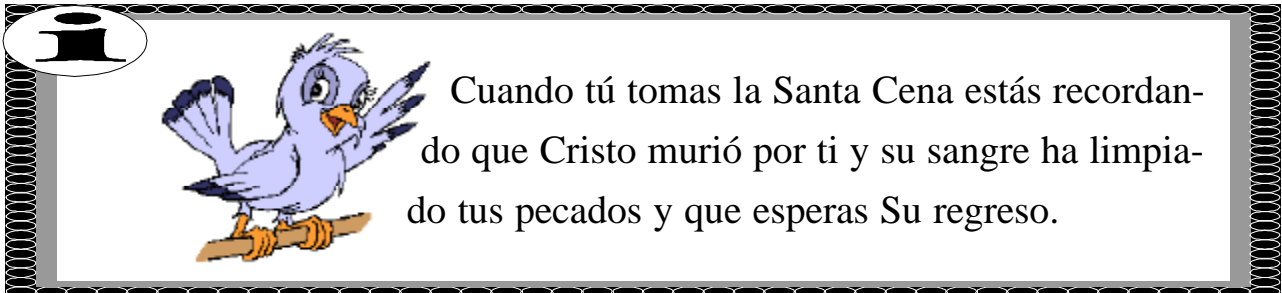 i
Cuando tú tomas la Santa Cena estás recordan-
do que Cristo murió por ti y su sangre ha limpia-
do tus pecados y que esperas Su regreso.